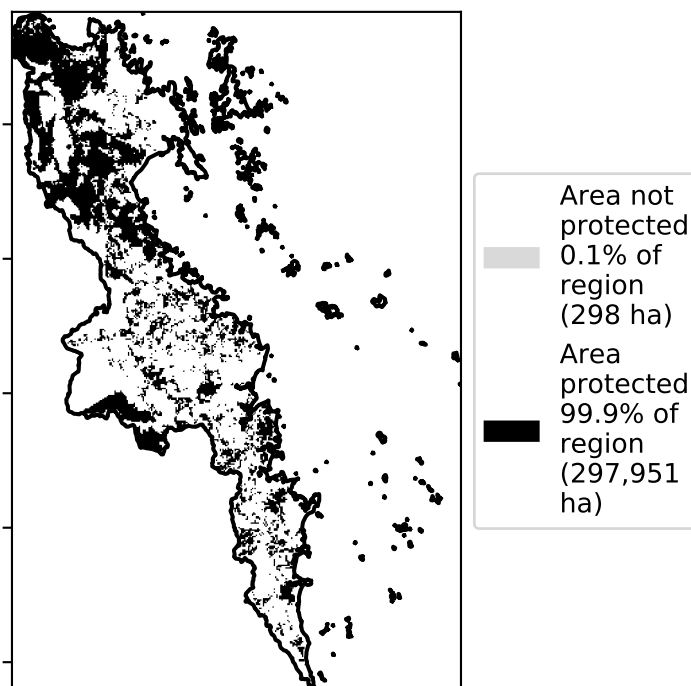 Area not
protected
0.1% of
region
(298 ha)
Area
protected
99.9% of
region
(297,951
ha)